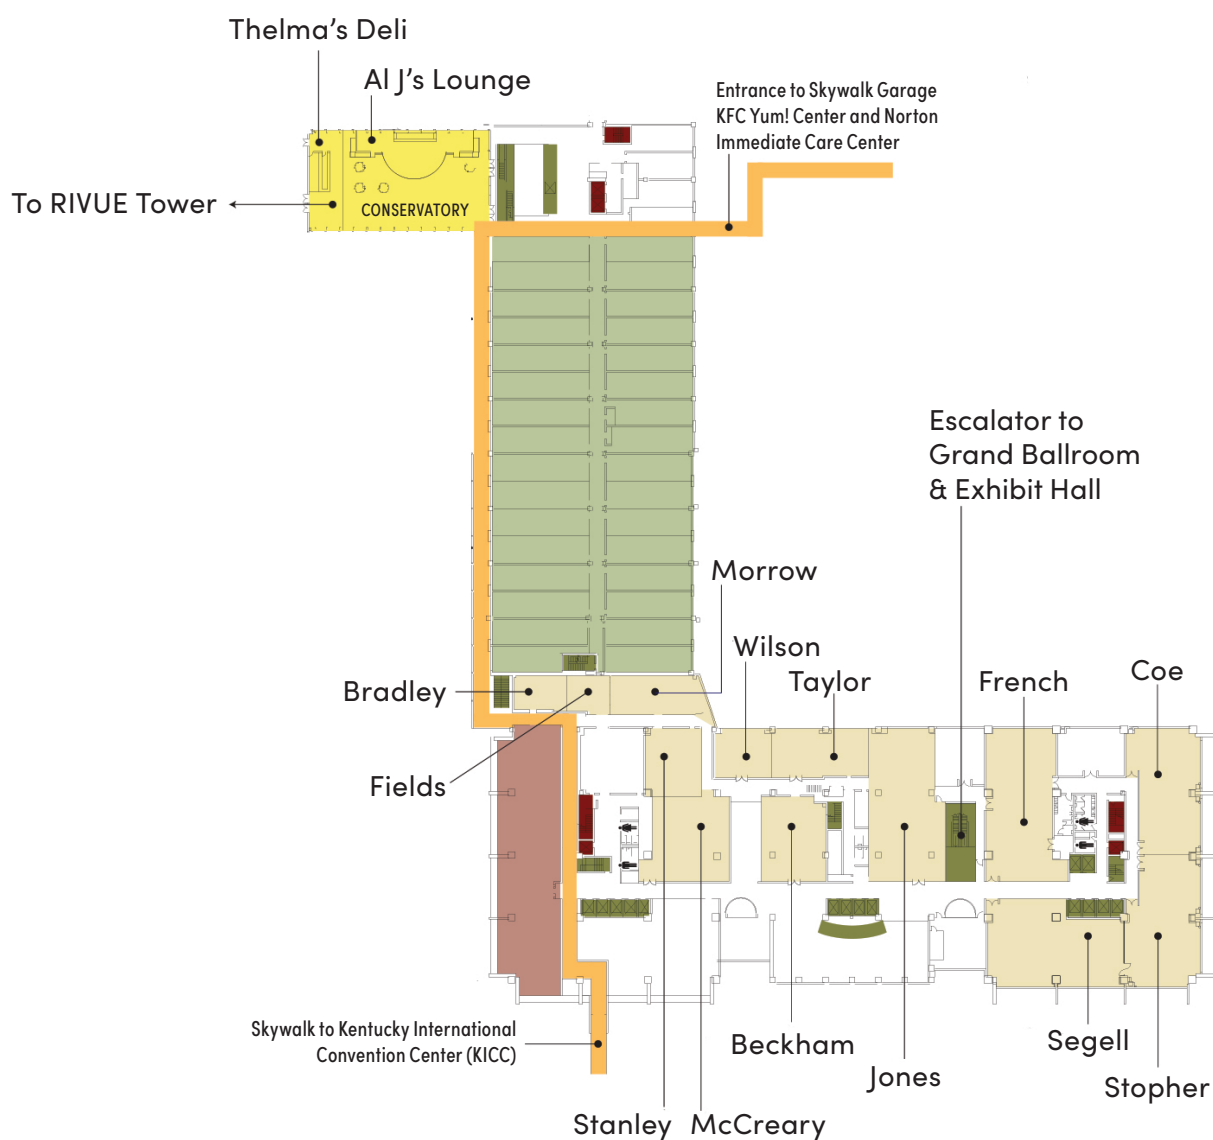 Thelma's Deli
Al J's Lounge
Entrance to Skywalk Garage
KFC Yum! Center and Norton
Immediate Care Center
To RIVUE Tower
CONSERVATORY
Escalator to
Grand Ballroom
& Exhibit Hall
Morrow
Wilson
Taylor
French
Coe
Bradley
Fields
Skywalk to Kentucky International
Convention Center (KICC)
Beckham
Segell
Jones
Stopher
Stanley
McCreary